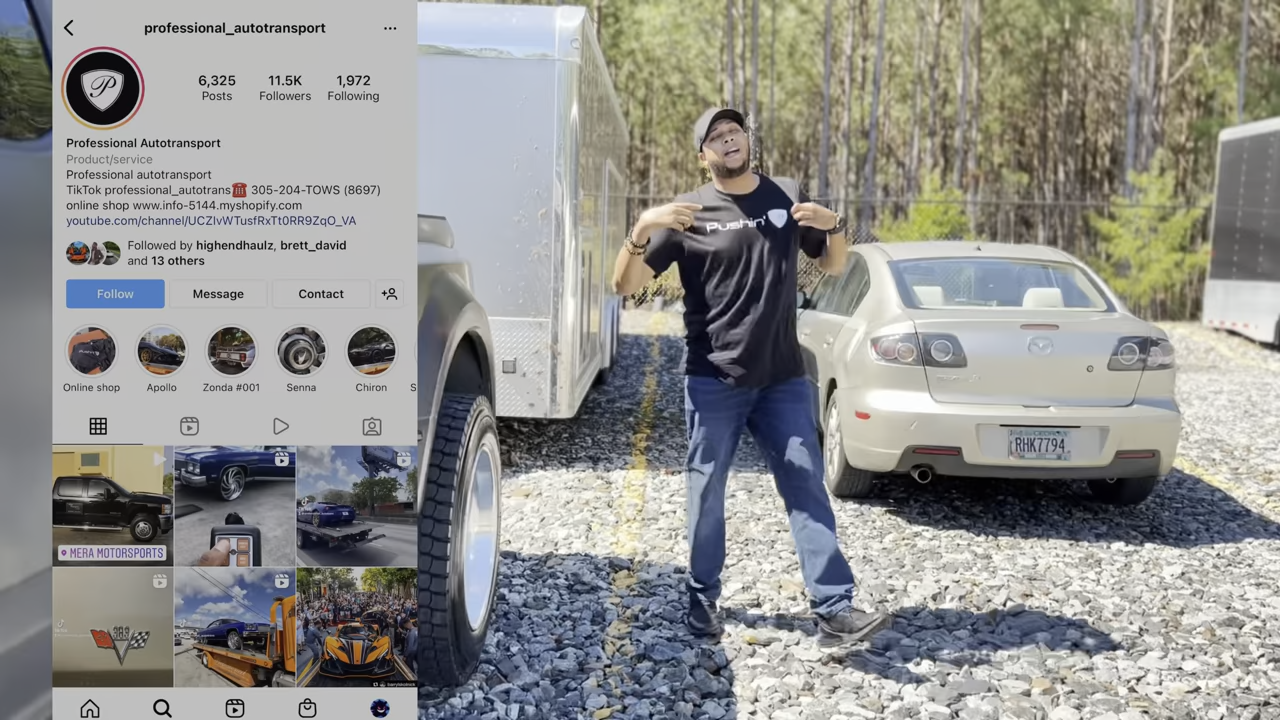 professional_autotransport
6,325 11.5K 1,972
Posts Followers Following
Professional Autotransport
Product/service
Professional autotransport
TikTok professional_autotrans☎️ 305-204-TOWS (8697)
online shop www.info-5144.myshopify.com
youtube.com/channel/UCZIvWTusfRxTt0RR9ZqO_VA
Followed by highendhaulz, brett_david
and 13 others
Follow Message Contact
Online shop Apollo Zonda #001 Senna Chiron S
MERA MOTORSPORTS
Pushin'
RHK7794